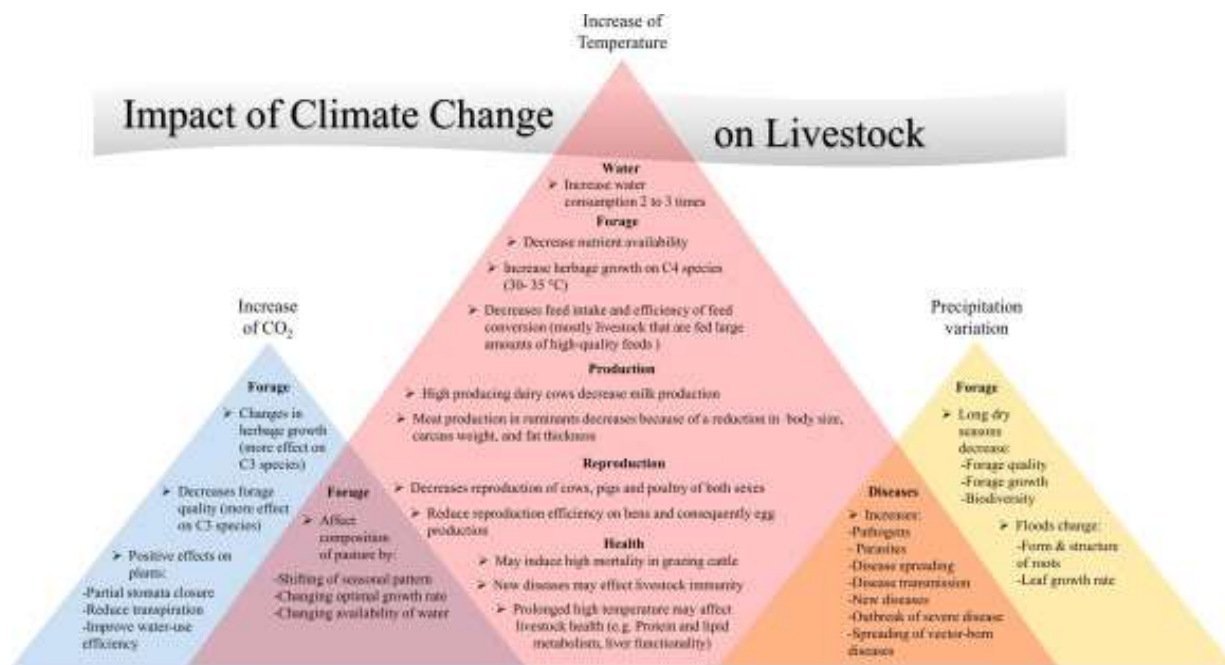 Increase of
Temperature
Impact of Climate Change
on Livestock
Water
➢ Increase water
consumption 2 to 3 times
Forage
➢ Decrease nutrient availability
➢ Increase herbage growth on C4 species
(30- 35 °C)
➢ Decreases feed intake and efficiency of feed
conversion (mostly livestock that are fed large
amounts of high-quality feeds )
Production
➢ High producing dairy cows decrease milk production
➢ Meat production in ruminants decreases because of a reduction in body size,
carcass weight, and fat thickness
Reproduction
➢ Decreases reproduction of cows, pigs and poultry of both sexes
➢ Reduce reproduction efficiency on hens and consequently egg
production
Health
➢ May induce high mortality in grazing cattle
➢ New diseases may effect livestock immunity
➢ Prolonged high temperature may affect
livestock health (e.g. Protein and lipid
metabolism, liver functionality)
Increase
of CO₂
Forage
➢ Changes in
herbage growth
(more effect on
C3 species)
➢ Decreases forage
quality (more effect
on C3 species)
➢ Positive effects on
plants:
-Partial stomata closure
-Reduce transpiration
-Improve water-use
efficiency
Forage
➢ Affect
composition
of pasture by:
-Shifting of seasonal pattern
-Changing optimal growth rate
-Changing availability of water
Precipitation
variation
Forage
➢ Long dry
seasons
decrease:
-Forage quality
-Forage growth
-Biodiversity
➢ Floods change:
-Form & structure
of roots
-Leaf growth rate
Diseases
➢ Increases:
-Pathogens
- Parasites
-Disease spreading
-Disease transmission
-New diseases
-Outbreak of severe disease
-Spreading of vector-born
diseases